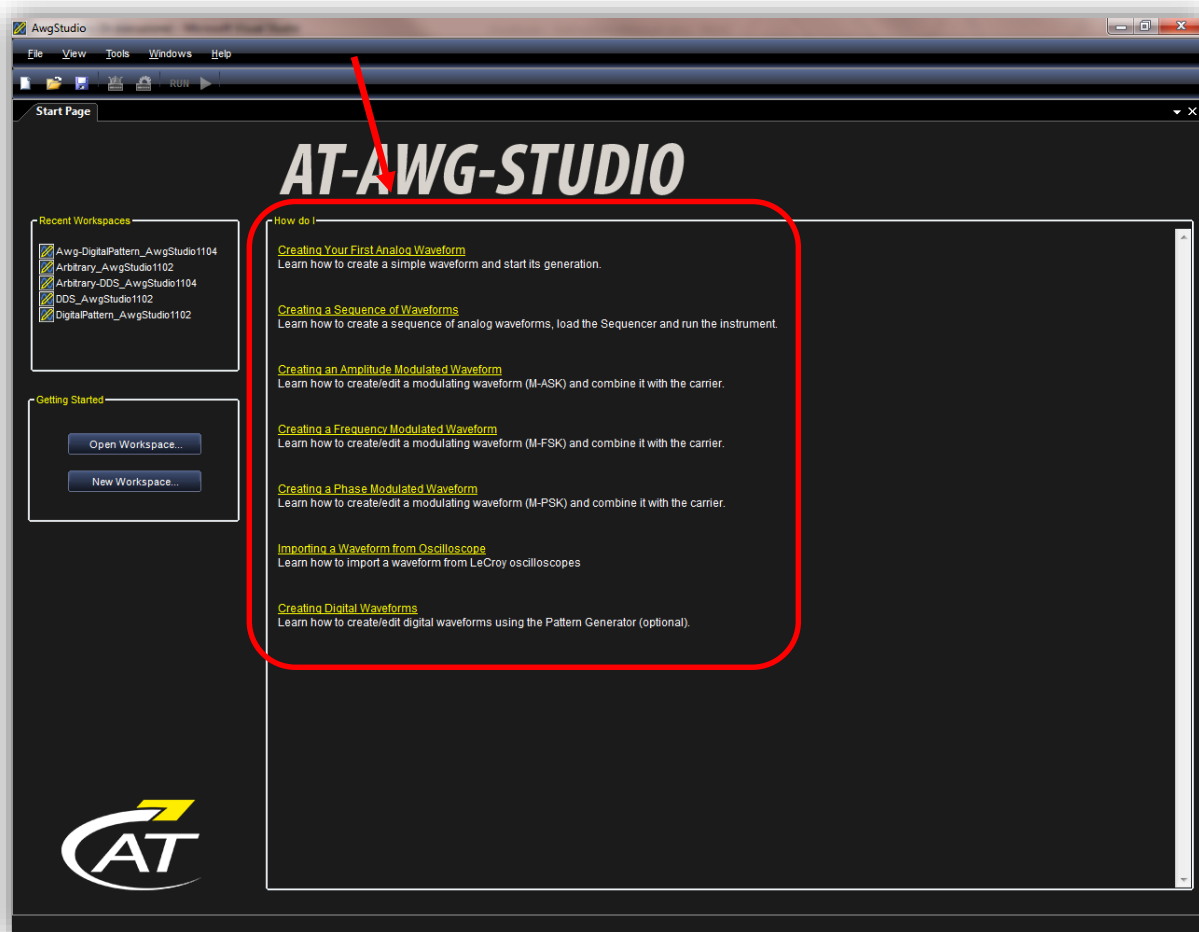 AwgStudio
File View Tools Windows Help
RUN
Start Page
AT-AWG-STUDIO
Recent Workspaces
Awg-DigitalPattern_AwgStudio1104
Arbitrary_AwgStudio1102
Arbitrary-DDS_AwgStudio1104
DDS_AwgStudio1102
DigitalPattern_AwgStudio1102
Getting Started
Open Workspace...
New Workspace...
How do I
Creating Your First Analog Waveform
Learn how to create a simple waveform and start its generation.
Creating a Sequence of Waveforms
Learn how to create a sequence of analog waveforms, load the Sequencer and run the instrument.
Creating an Amplitude Modulated Waveform
Learn how to create/edit a modulating waveform (M-ASK) and combine it with the carrier.
Creating a Frequency Modulated Waveform
Learn how to create/edit a modulating waveform (M-FSK) and combine it with the carrier.
Creating a Phase Modulated Waveform
Learn how to create/edit a modulating waveform (M-PSK) and combine it with the carrier.
Importing a Waveform from Oscilloscope
Learn how to import a waveform from LeCroy oscilloscopes
Creating Digital Waveforms
Learn how to create/edit digital waveforms using the Pattern Generator (optional).
AT